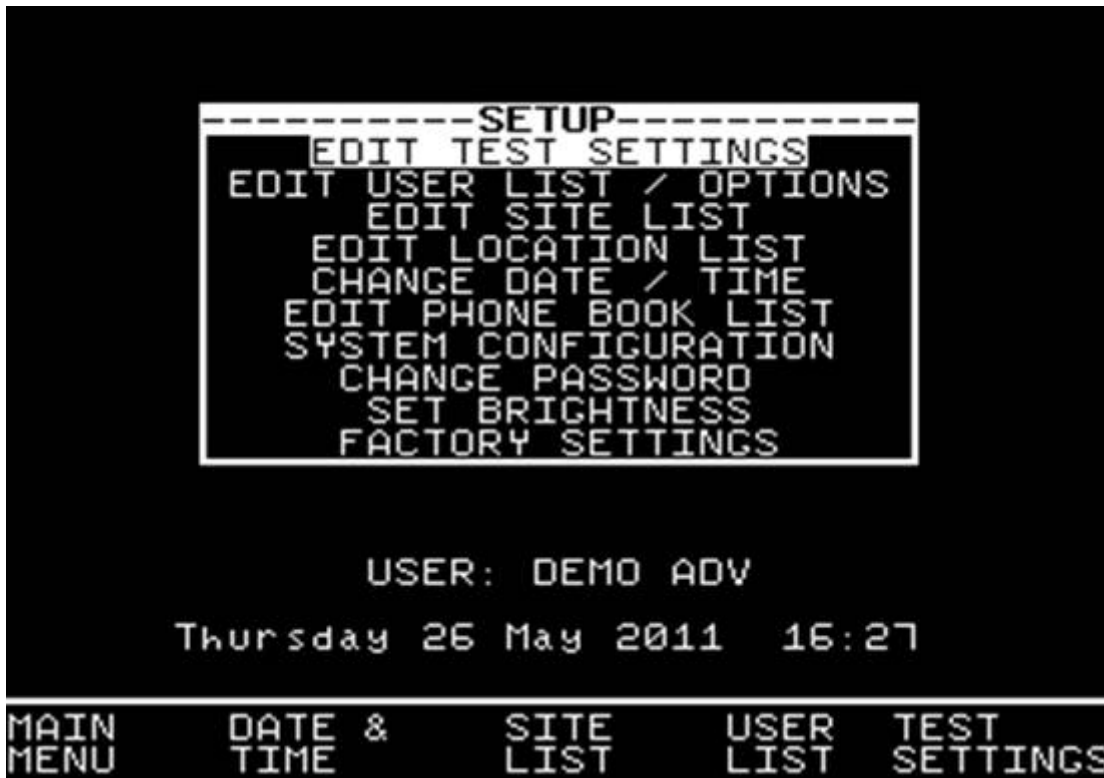 ----------SETUP-----------
EDIT TEST SETTINGS
EDIT USER LIST / OPTIONS
EDIT SITE LIST
EDIT LOCATION LIST
CHANGE DATE / TIME
EDIT PHONE BOOK LIST
SYSTEM CONFIGURATION
CHANGE PASSWORD
SET BRIGHTNESS
FACTORY SETTINGS
USER: DEMO ADV
Thursday 26 May 2011 16:27
MAIN DATE & SITE USER TEST
MENU TIME LIST LIST SETTINGS